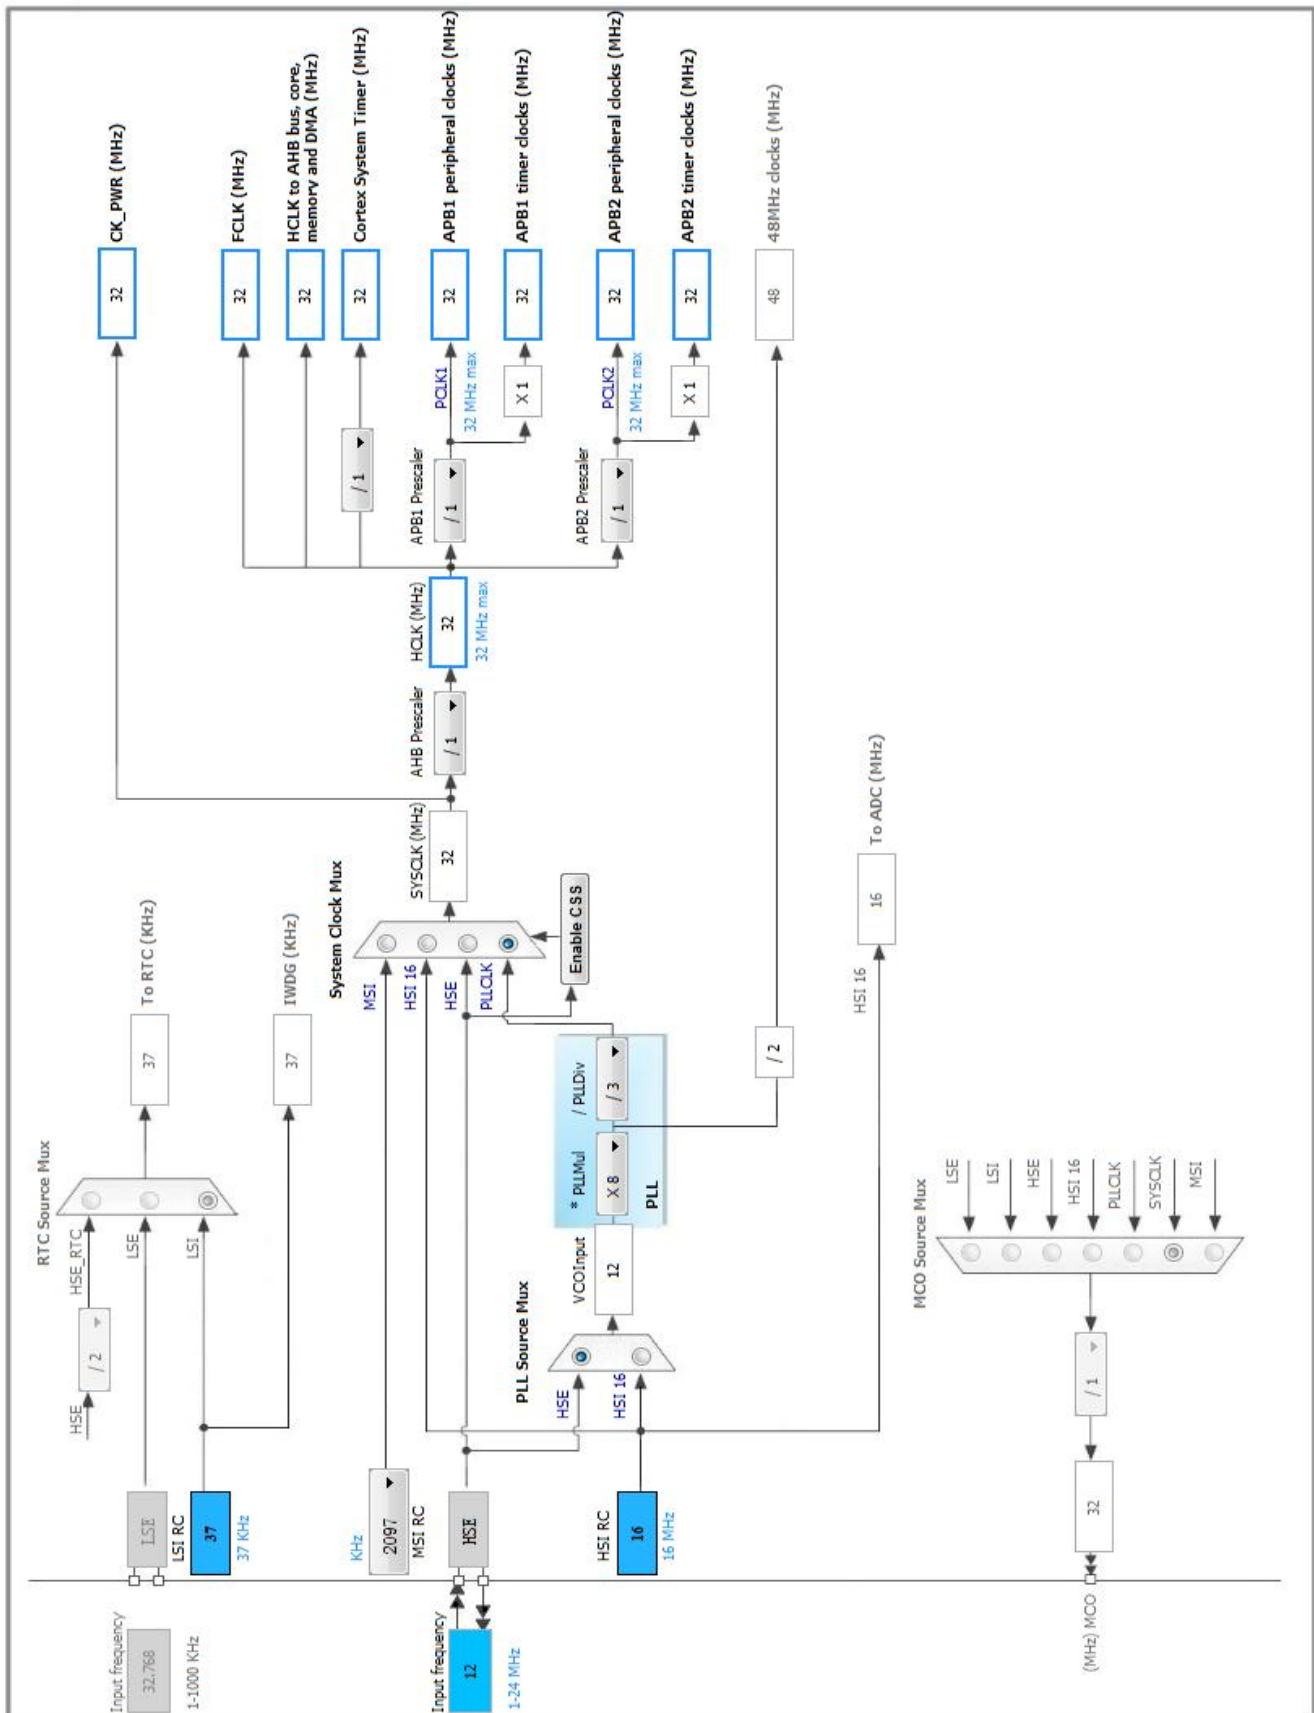 Input frequency
32.768
1-1000 KHz
LSE
LSI RC
37
37 KHz
HSE
/ 2
HSE_RTC
LSE
LSI
RTC Source Mux
37
To RTC (KHz)
37
IWDG (KHz)
KHz
2097
MSI RC
Input frequency
12
1-24 MHz
HSE
HSI RC
16
16 MHz
PLL Source Mux
HSE
HSI 16
VCOInput
12
* PLLMul
X 8
/ PLLDiv
/ 3
PLL
System Clock Mux
MSI
HSI 16
HSE
PLLCLK
Enable CSS
SYSCLK (MHz)
32
AHB Prescaler
/ 1
HCLK (MHz)
32
32 MHz max
32
CK_PWR (MHz)
32
FCLK (MHz)
32
HCLK to AHB bus, core,
memory and DMA (MHz)
/ 1
32
Cortex System Timer (MHz)
APB1 Prescaler
/ 1
PCLK1
32 MHz max
32
APB1 peripheral clocks (MHz)
X 1
32
APB1 timer clocks (MHz)
APB2 Prescaler
/ 1
PCLK2
32 MHz max
32
APB2 peripheral clocks (MHz)
X 1
32
APB2 timer clocks (MHz)
/ 2
48
48MHz clocks (MHz)
HSI 16
16
To ADC (MHz)
MCO Source Mux
LSE
LSI
HSE
HSI 16
PLLCLK
SYSCLK
MSI
/ 1
32
(MHz) MCO